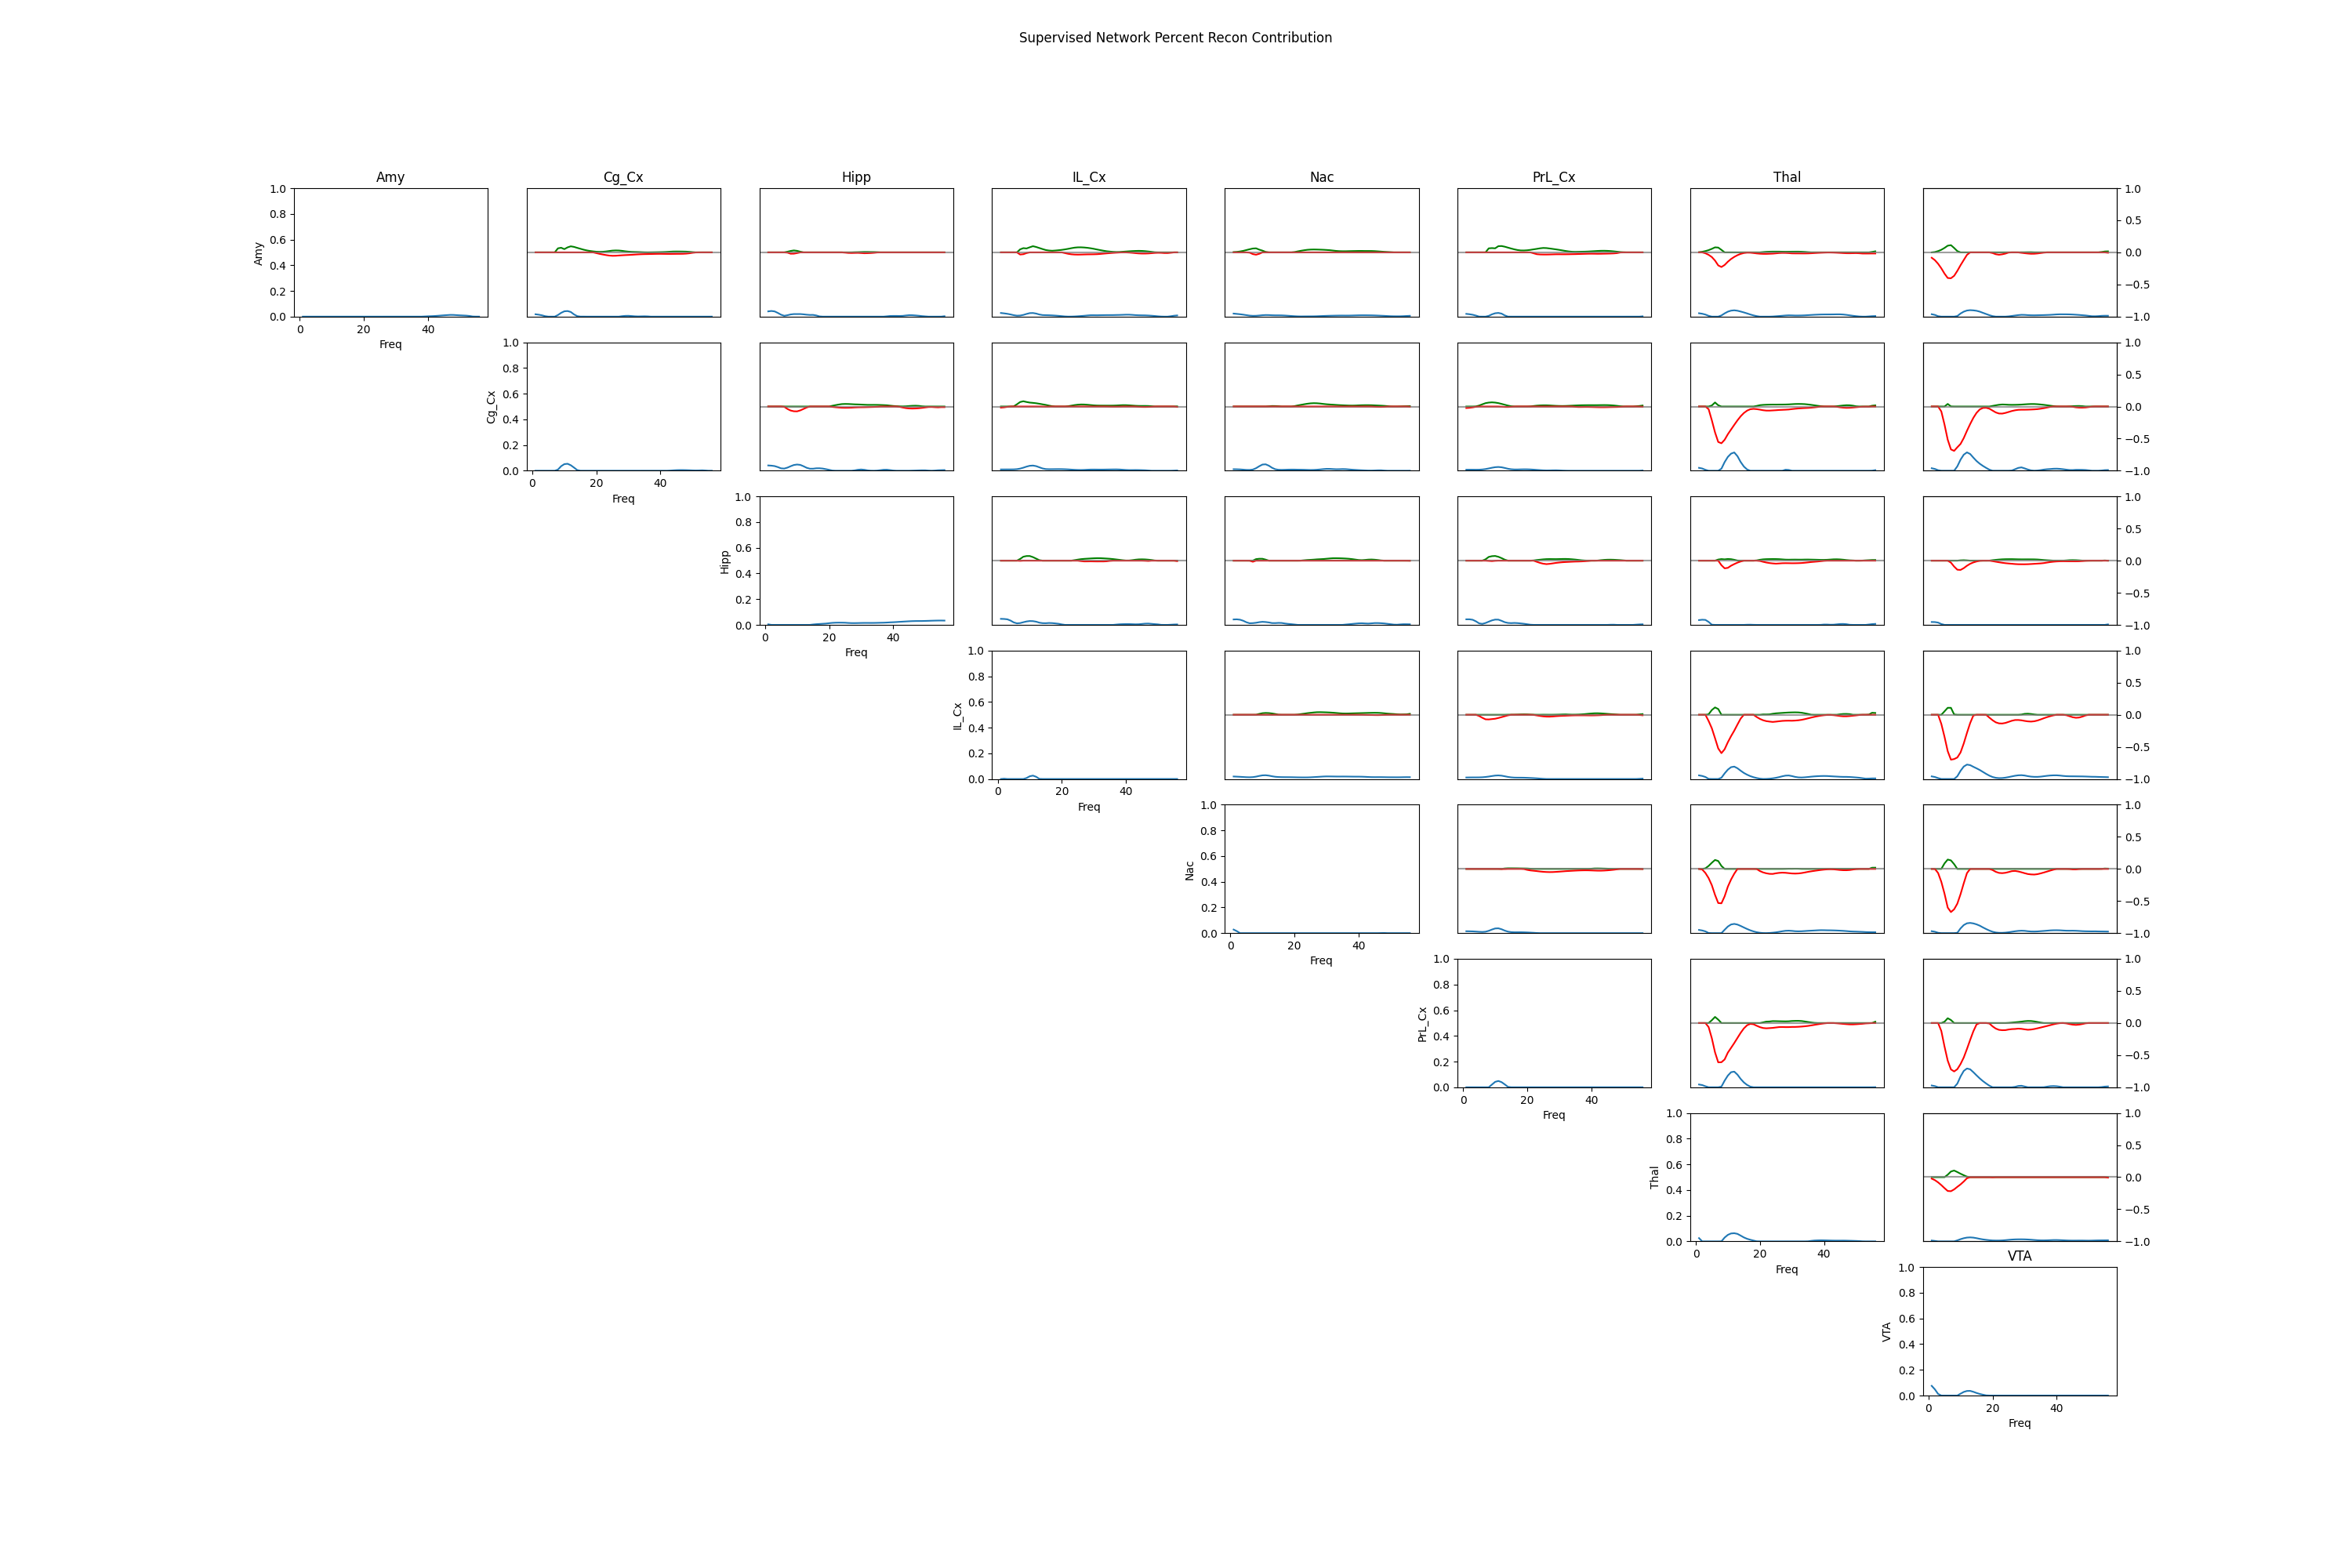 Supervised Network Percent Recon Contribution
Amy Cg_Cx Hipp IL_Cx Nac PrL_Cx Thal
1.0 1.0
0.8 0.5
Amy 0.6 0.0
0.4 −0.5
0.2
0.0 −1.0
0 20 40
Freq
1.0 1.0
0.8 0.5
Cg_Cx 0.6 0.0
0.4 −0.5
0.2
0.0 −1.0
0 20 40
Freq
1.0 1.0
0.8 0.5
Hipp 0.6 0.0
0.4 −0.5
0.2
0.0 −1.0
0 20 40
Freq
1.0 1.0
0.8 0.5
IL_Cx 0.6 0.0
0.4 −0.5
0.2
0.0 −1.0
0 20 40
Freq
1.0 1.0
0.8 0.5
Nac 0.6 0.0
0.4 −0.5
0.2
0.0 −1.0
0 20 40
Freq
1.0 1.0
0.8 0.5
PrL_Cx 0.6 0.0
0.4 −0.5
0.2
0.0 −1.0
0 20 40
Freq
1.0 1.0
0.8 0.5
Thal 0.6 0.0
0.4 −0.5
0.2
0.0 −1.0
0 20 40
Freq
VTA
1.0
0.8
VTA 0.6
0.4
0.2
0.0
0 20 40
Freq